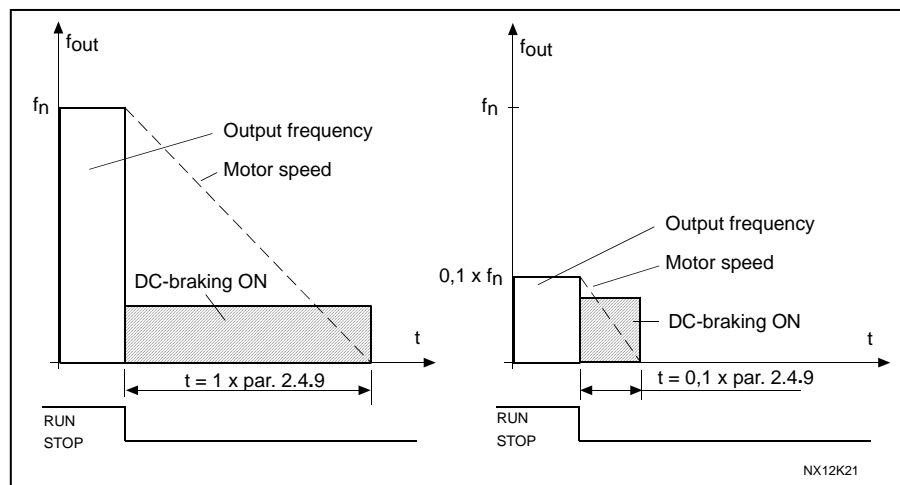 fout
fn
Output frequency
Motor speed
DC-braking ON
t
t = 1 x par. 2.4.9
RUN
STOP
fout
fn
Output frequency
Motor speed
0,1 x fn
DC-braking ON
t
t = 0,1 x par. 2.4.9
RUN
STOP
NX12K21